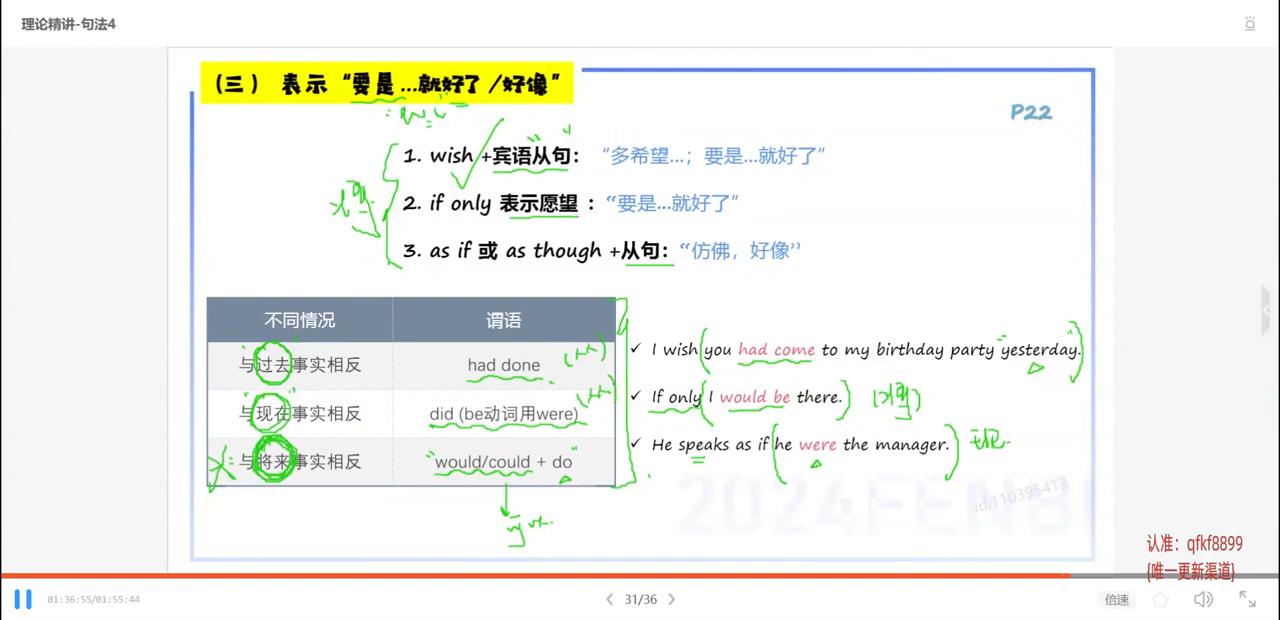 理论精讲-句法4
(三) 表示 “要是...就好了/好像”
P22
1. wish +宾语从句: “多希望...; 要是...就好了”
2. if only 表示愿望 : “要是...就好了”
3. as if 或 as though +从句: “仿佛，好像”
不同情况 谓语
与过去事实相反 had done
与现在事实相反 did (be动词用were)
与将来事实相反 would/could + do
✓ I wish you had come to my birthday party yesterday.
✓ If only I would be there.
✓ He speaks as if he were the manager.
现
2024FENB
id:110395413
认准：qfkf8899
{唯一更新渠道}
01:36:55/01:55:44
31/36
倍速